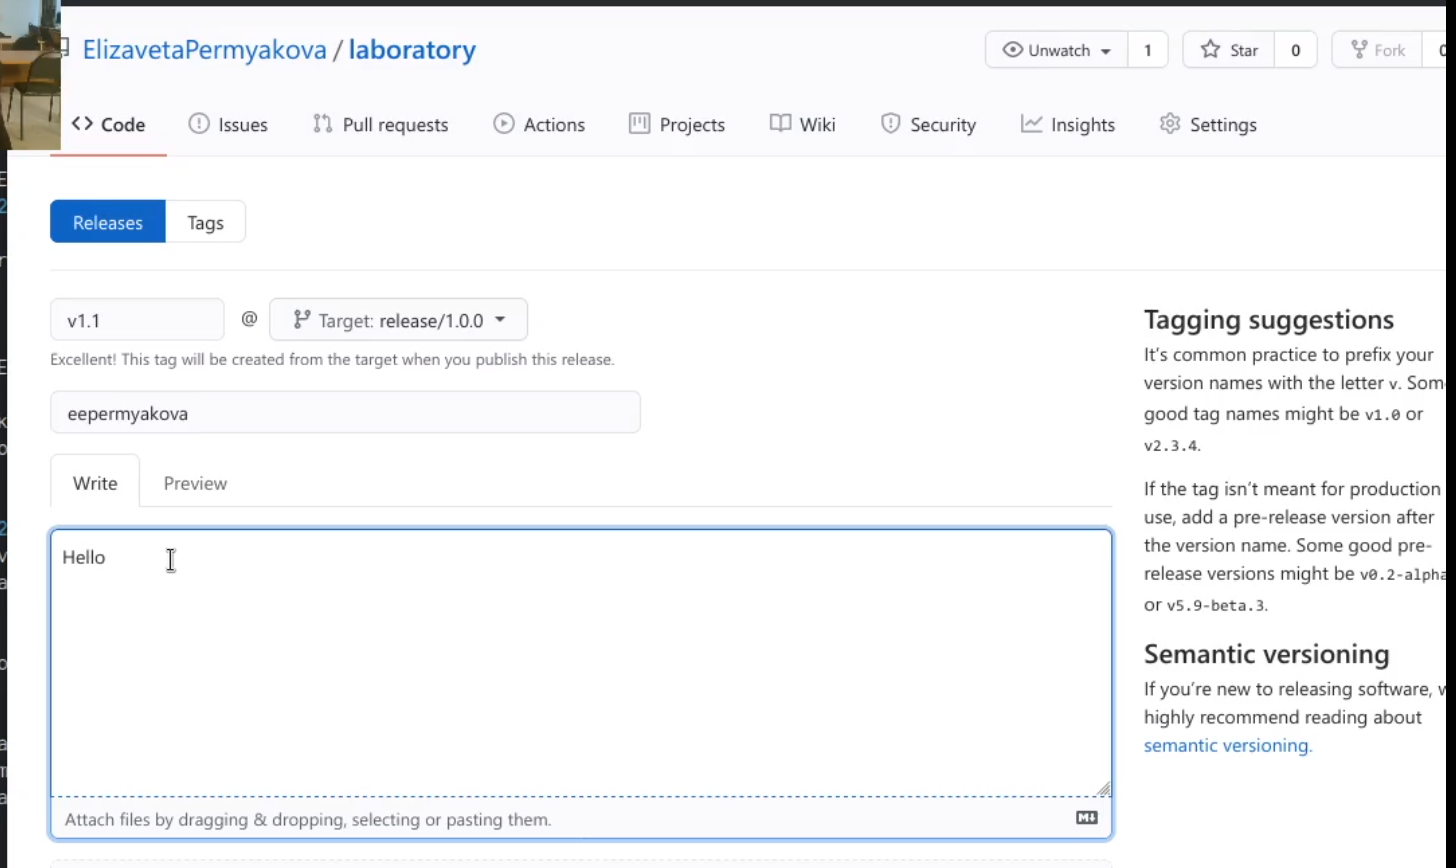 ElizavetaPermyakova / laboratory
Unwatch 1 Star 0 Fork
Code Issues Pull requests Actions Projects Wiki Security Insights Settings
Releases Tags
v1.1 @ Target: release/1.0.0
Excellent! This tag will be created from the target when you publish this release.
eepermyakova
Write Preview
Hello
Attach files by dragging & dropping, selecting or pasting them.
Tagging suggestions
It's common practice to prefix your
version names with the letter v. Som
good tag names might be v1.0 or
v2.3.4.
If the tag isn't meant for production
use, add a pre-release version after
the version name. Some good pre-
release versions might be v0.2-alpha
or v5.9-beta.3.
Semantic versioning
If you're new to releasing software, w
highly recommend reading about
semantic versioning.